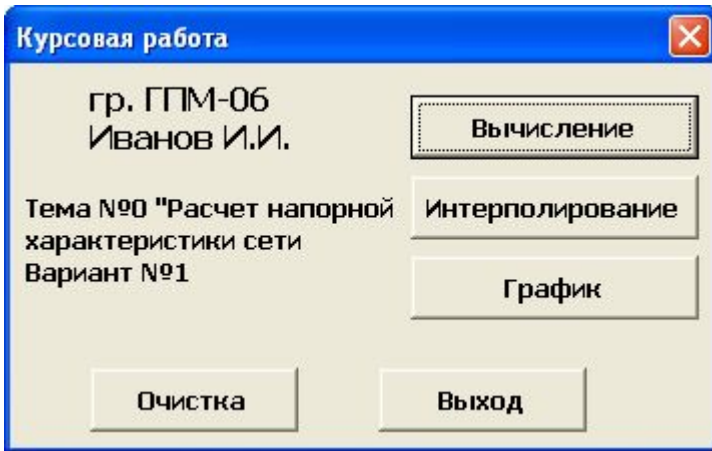 Курсовая работа
гр. ГПМ-06
Иванов И.И.
Вычисление
Тема №0 "Расчет напорной
характеристики сети
Вариант №1
Интерполирование
График
Очистка
Выход